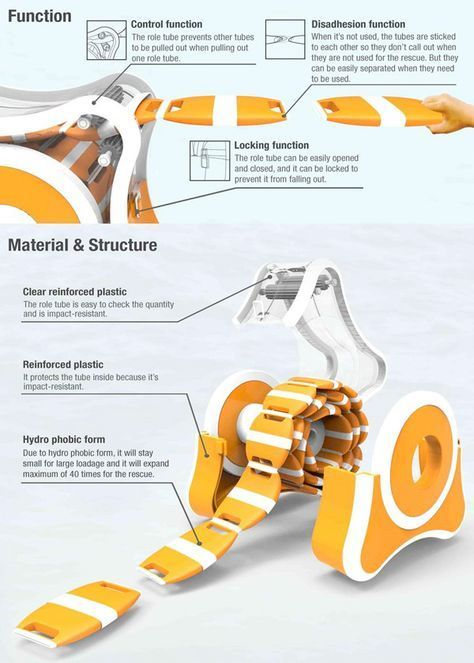 Function
Control function
The role tube prevents other tubes
to be pulled out when pulling out
one role tube.
Disadhesion function
When it's not used, the tubes are sticked
to each other so they don't call out when
they are not used for the rescue. But they
can be easily separated when they need
to be used.
Locking function
The role tube can be easily opened
and closed, and it can be locked to
prevent it from falling out.
Material & Structure
Clear reinforced plastic
The role tube is easy to check the quantity
and is impact-resistant.
Reinforced plastic
It protects the tube inside because it's
impact-resistant.
Hydro phobic form
Due to hydro phobic form, it will stay
small for large loadage and it will expand
maximum of 40 times for the rescue.